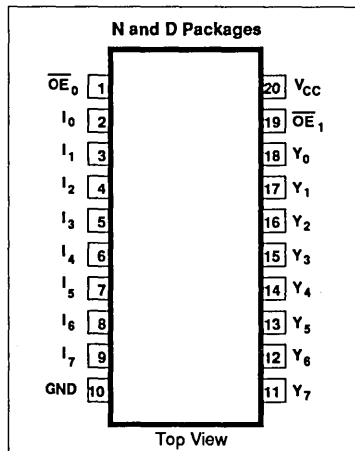 N and D Packages
OE0 1 20 VCC
I0 2 19 OE1
I1 3 18 Y0
I2 4 17 Y1
I3 5 16 Y2
I4 6 15 Y3
I5 7 14 Y4
I6 8 13 Y5
I7 9 12 Y6
GND 10 11 Y7
Top View